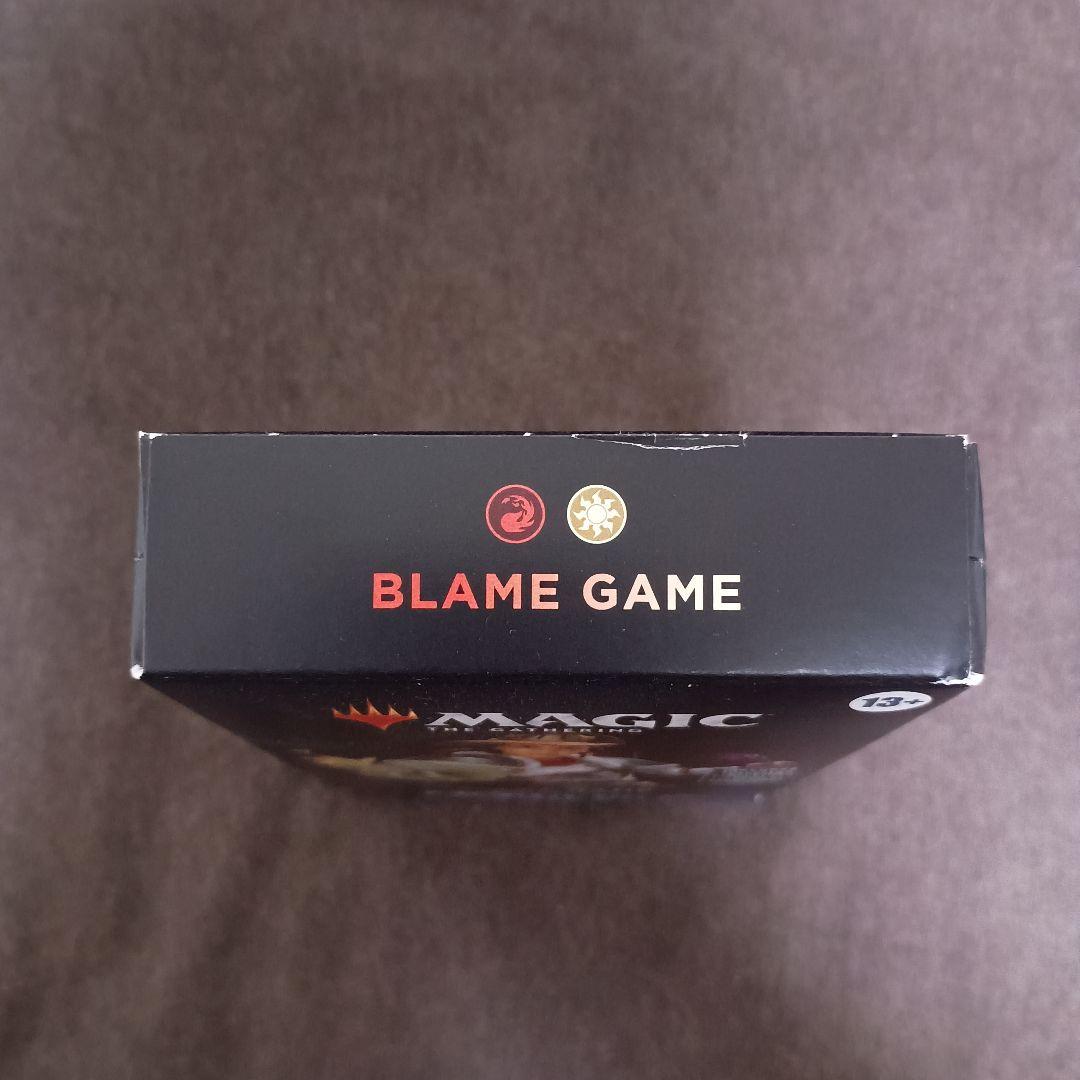 BLAME GAME
MAGIC
THE GATHERING
13+